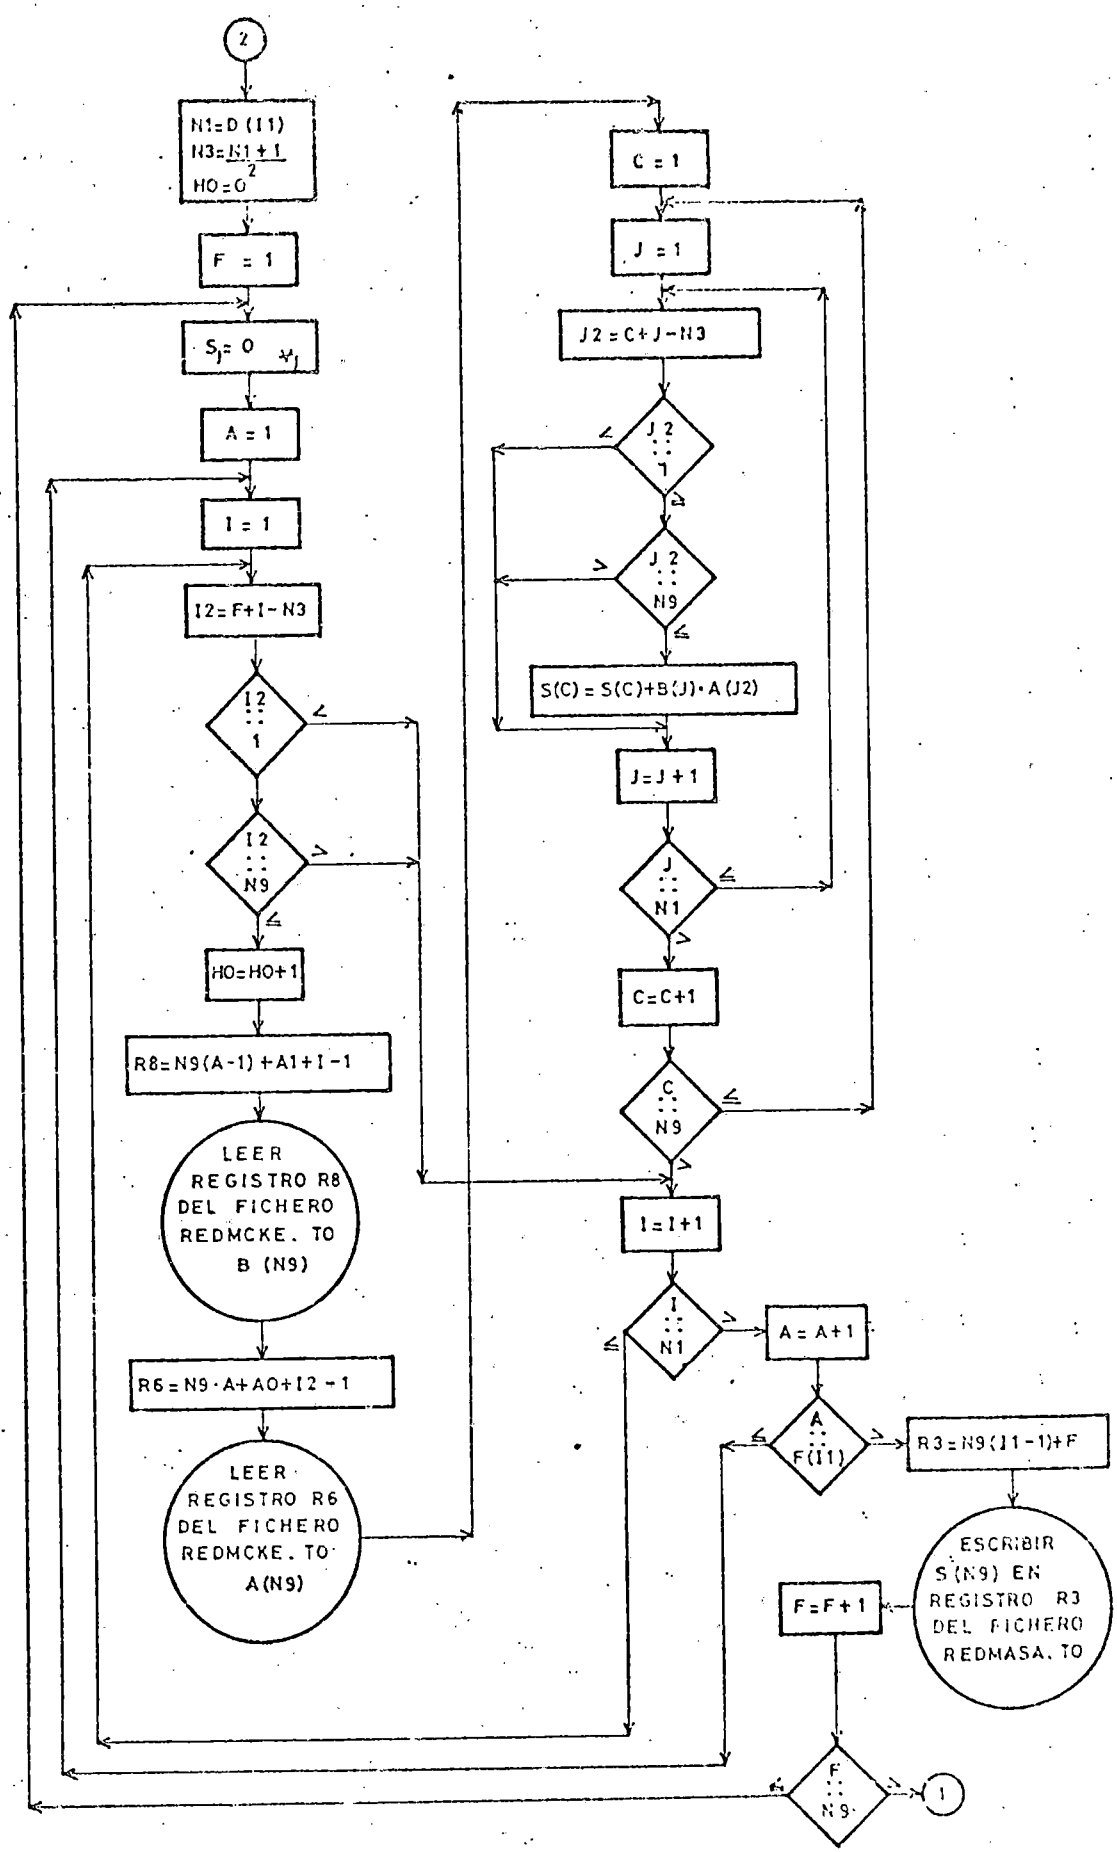 2
N1=D(I1)
N3=N1+1
2
HO=0
F = 1
Sj=0 ∀j
A = 1
I = 1
I2=F+I-N3
I2
::
1
<
I2
::
N9
>
≤
HO=HO+1
R8=N9(A-1)+A1+I-1
LEER
REGISTRO R8
DEL FICHERO
REDMCKE. TO
B (N9)
R6=N9·A+AO+I2-1
LEER
REGISTRO R6
DEL FICHERO
REDMCKE. TO
A(N9)
C = 1
J = 1
J2=C+J-N3
J2
::
1
<
≥
J2
::
N9
>
≤
S(C)=S(C)+B(J)·A(J2)
J=J+1
J
::
N1
≤
>
C=C+1
C
::
N9
≤
>
I=I+1
I
::
N1
≤
>
A=A+1
A
::
F(I1)
≤
>
R3=N9(I1-1)+F
ESCRIBIR
S(N9) EN
REGISTRO R3
DEL FICHERO
REDMASA. TO
F=F+1
F
::
N9
≤
>
1